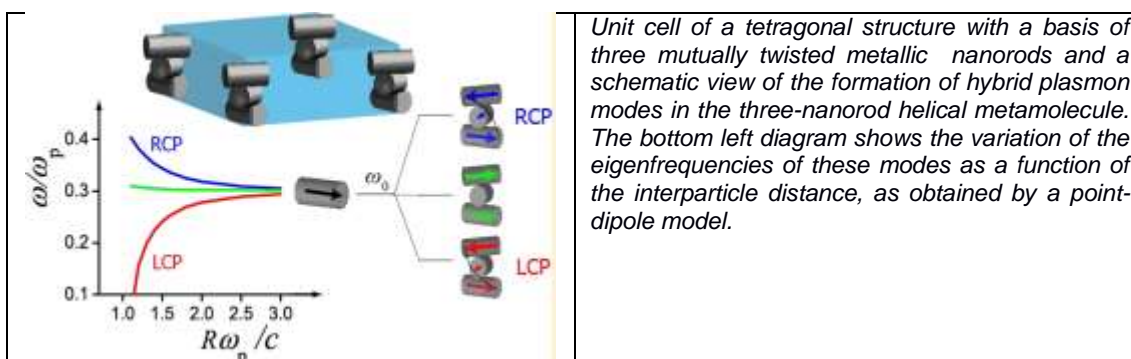 RCP
0.4
RCP
0.3
ω₀
0.2
LCP
LCP
0.1
ω/ωₚ
1.0 1.5 2.0 2.5 3.0
Rωₚ/c
Unit cell of a tetragonal structure with a basis of
three mutually twisted metallic nanorods and a
schematic view of the formation of hybrid plasmon
modes in the three-nanorod helical metamolecule.
The bottom left diagram shows the variation of the
eigenfrequencies of these modes as a function of
the interparticle distance, as obtained by a point-
dipole model.